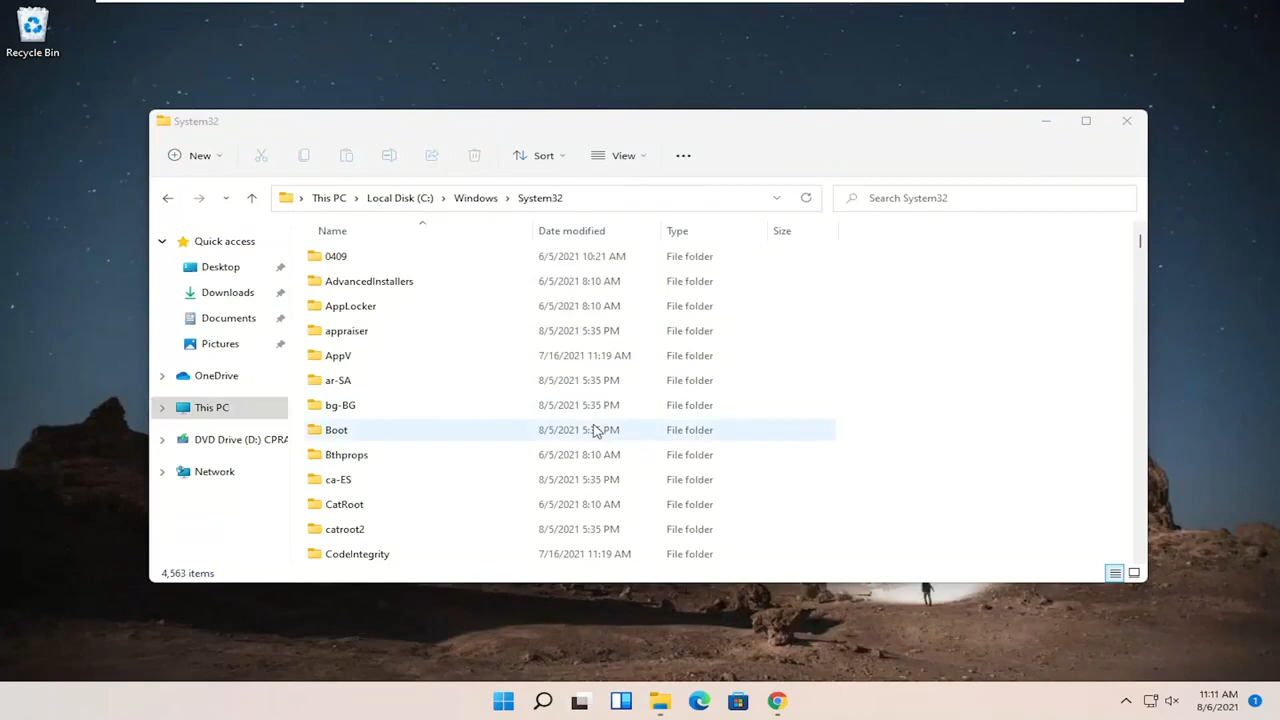 Recycle Bin
System32
New
Sort
View
This PC
Local Disk (C:)
Windows
System32
Search System32
Name
Date modified
Type
Size
Quick access
Desktop
Downloads
Documents
Pictures
OneDrive
This PC
DVD Drive (D:) CPRA
Network
0409 6/5/2021 10:21 AM File folder
AdvancedInstallers 6/5/2021 8:10 AM File folder
AppLocker 6/5/2021 8:10 AM File folder
appraiser 8/5/2021 5:35 PM File folder
AppV 7/16/2021 11:19 AM File folder
ar-SA 8/5/2021 5:35 PM File folder
bg-BG 8/5/2021 5:35 PM File folder
Boot 8/5/2021 PM File folder
Bthprops 6/5/2021 8:10 AM File folder
ca-ES 8/5/2021 5:35 PM File folder
CatRoot 6/5/2021 8:10 AM File folder
catroot2 8/5/2021 5:35 PM File folder
CodeIntegrity 7/16/2021 11:19 AM File folder
4,563 items
11:11 AM
8/6/2021
1